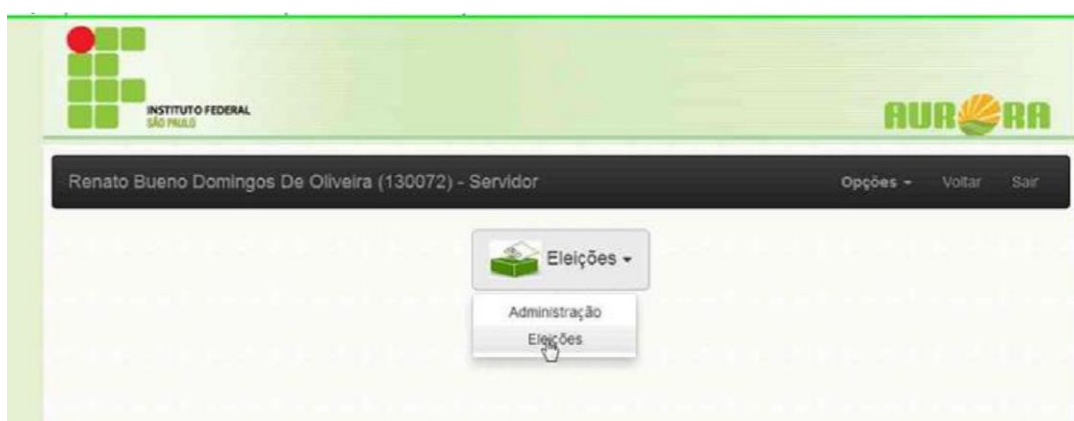 INSTITUTO FEDERAL
SÃO PAULO
AURORA
Renato Bueno Domingos De Oliveira (130072) - Servidor
Opções
Voltar
Sair
Eleições
Administração
Eleições